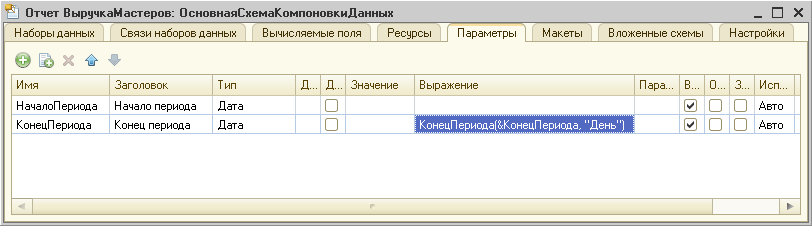 Отчет ВыручкаМастеров: ОсновнаяСхемаКомпоновкиДанных
Наборы данных Связи наборов данных Вычисляемые поля Ресурсы Параметры Макеты Вложенные схемы Настройки
Имя Заголовок Тип Д... Д... Значение Выражение Пара... В... О... З... Исп...
НачалоПериода Начало периода Дата Авто
КонецПериода Конец периода Дата КонецПериода(&КонецПериода, "День") Авто